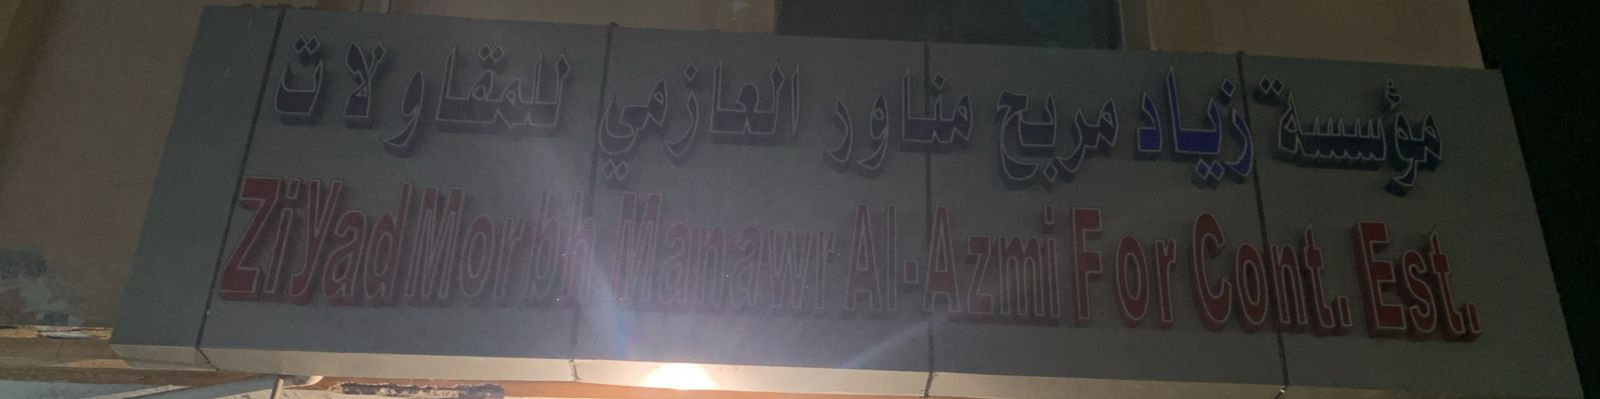 مؤسسة زياد مربح مناور العازمي للمقاولات
ZiYad Morbh Manawr Al-Azmi For Cont. Est.